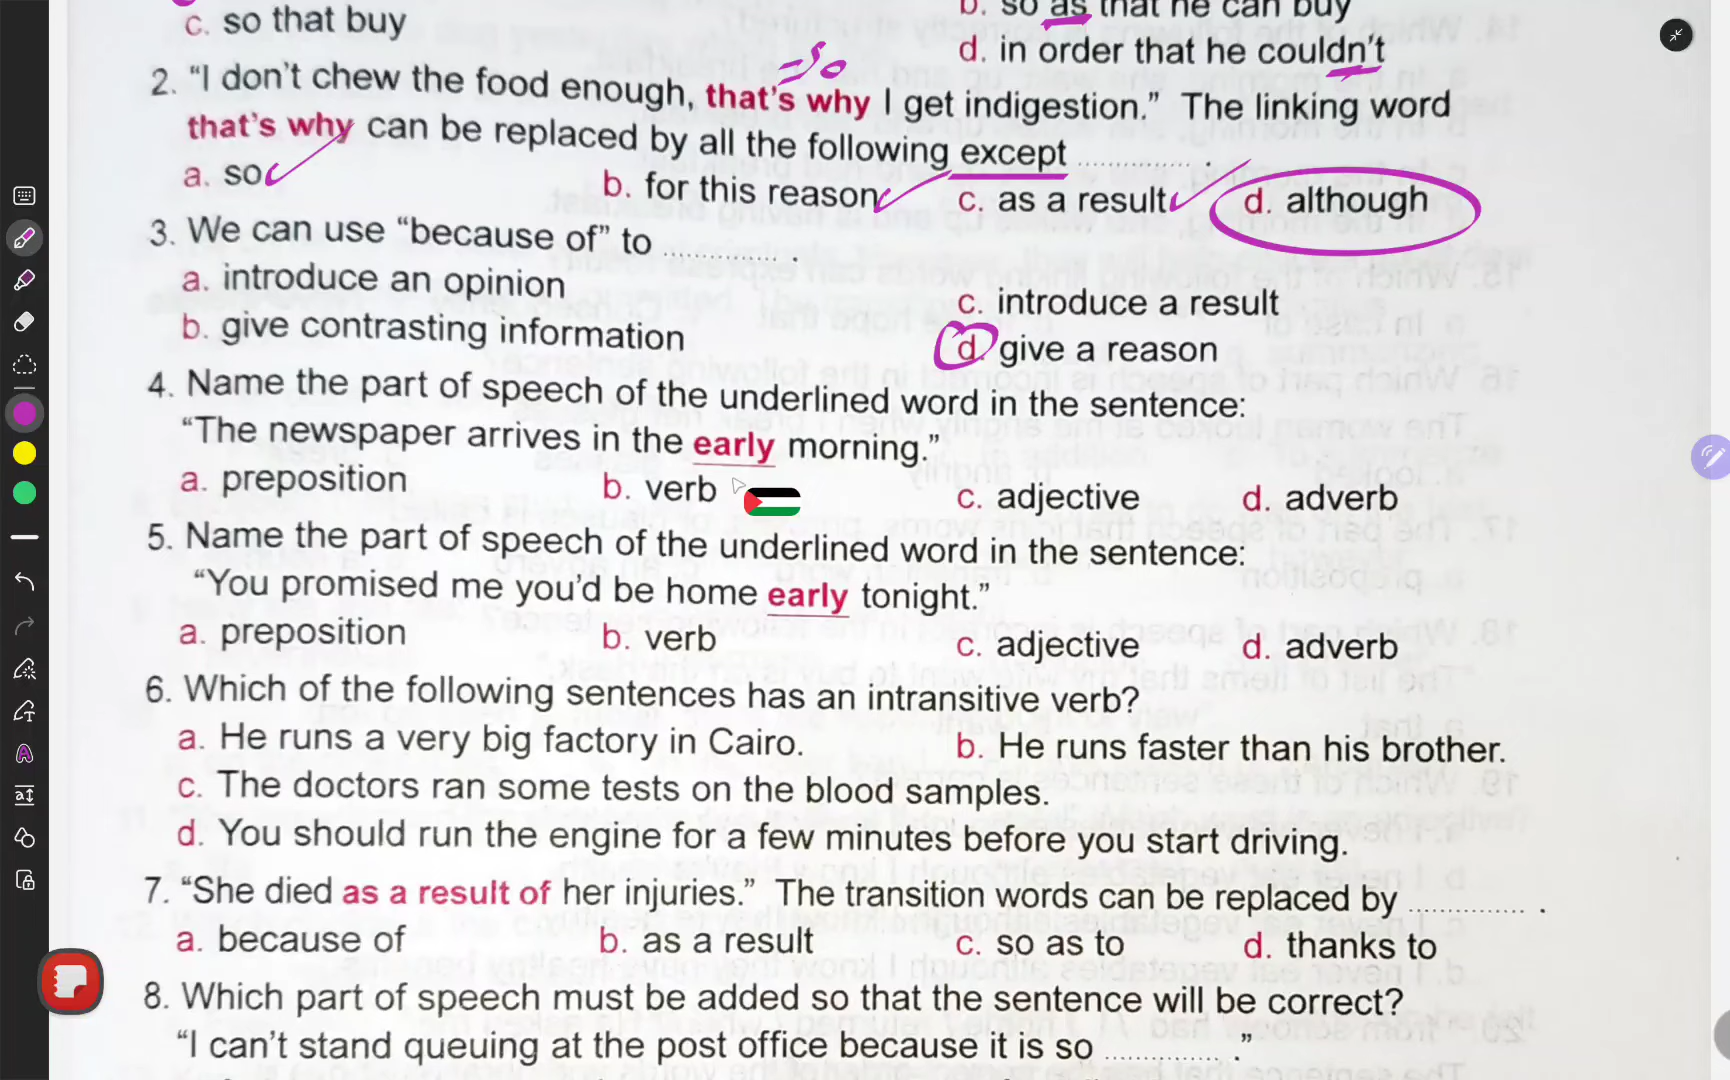 c. so that buy
b. so as that he can buy
d. in order that he couldn't
=so
2. “I don't chew the food enough, that's why I get indigestion.” The linking word
that's why can be replaced by all the following except .............. .
a. so
b. for this reason
c. as a result
d. although
3. We can use “because of” to .............. .
a. introduce an opinion
c. introduce a result
b. give contrasting information
d. give a reason
4. Name the part of speech of the underlined word in the sentence:
“The newspaper arrives in the early morning.”
a. preposition
b. verb
c. adjective
d. adverb
5. Name the part of speech of the underlined word in the sentence:
“You promised me you'd be home early tonight.”
a. preposition
b. verb
c. adjective
d. adverb
6. Which of the following sentences has an intransitive verb?
a. He runs a very big factory in Cairo.
b. He runs faster than his brother.
c. The doctors ran some tests on the blood samples.
d. You should run the engine for a few minutes before you start driving.
7. “She died as a result of her injuries.” The transition words can be replaced by .............. .
a. because of
b. as a result
c. so as to
d. thanks to
8. Which part of speech must be added so that the sentence will be correct?
“I can't stand queuing at the post office because it is so .............. .”